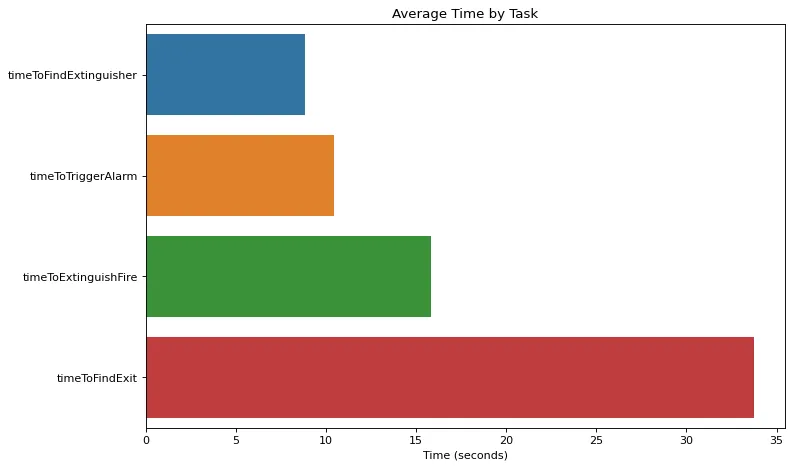 Average Time by Task
timeToFindExtinguisher
timeToTriggerAlarm
timeToExtinguishFire
timeToFindExit
0 5 10 15 20 25 30 35
Time (seconds)